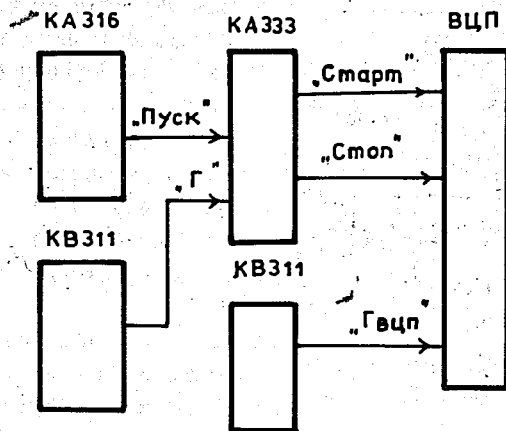 КА316 КА333 ВЦП
„Старт"
„Пуск"
„Стоп"
„Г"
КВ311 КВ311
„Гвцп"